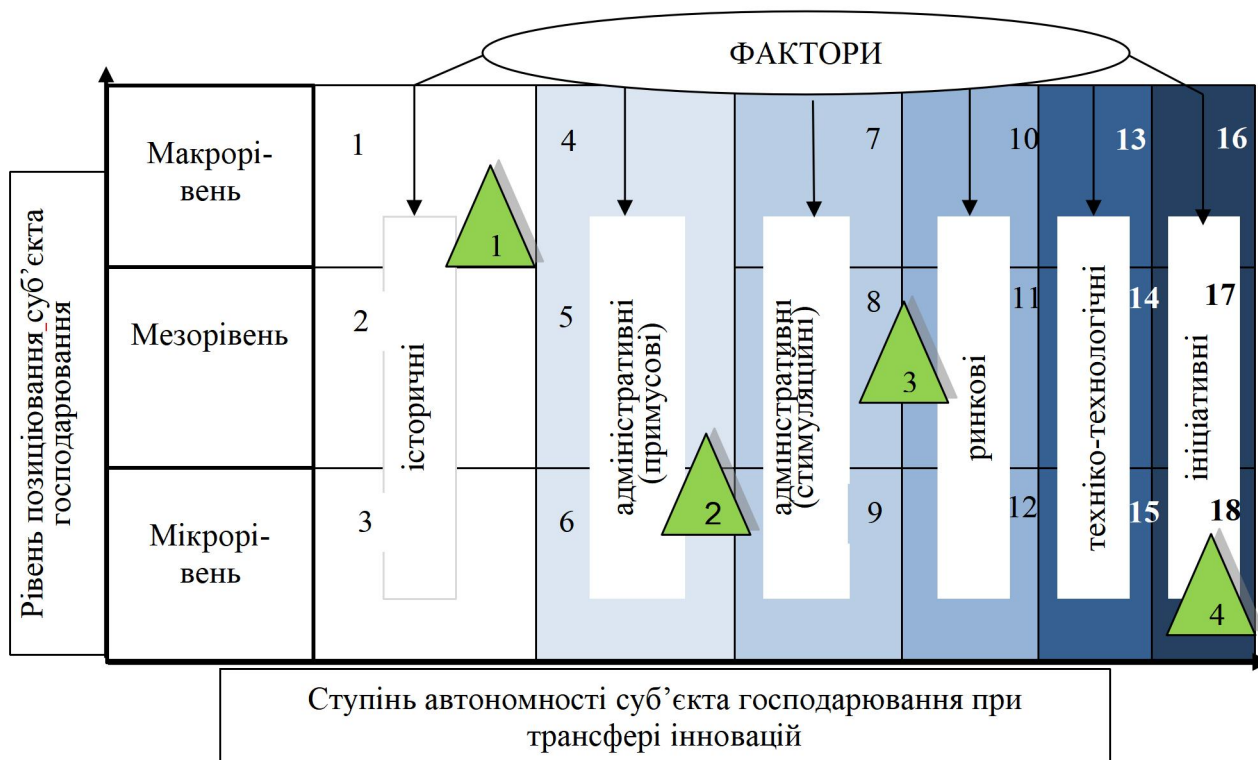 ФАКТОРИ
Рівень позиціювання суб’єкта
господарювання
Макрорі-
вень
1
4
7
10
13
16
1
Мезорівень
2
5
8
11
14
17
3
Мікрорі-
вень
3
6
9
12
15
18
2
4
історичні
адміністративні
(примусові)
адміністративні
(стимуляційні)
ринкові
техніко-технологічні
ініціативні
Ступінь автономності суб’єкта господарювання при
трансфері інновацій